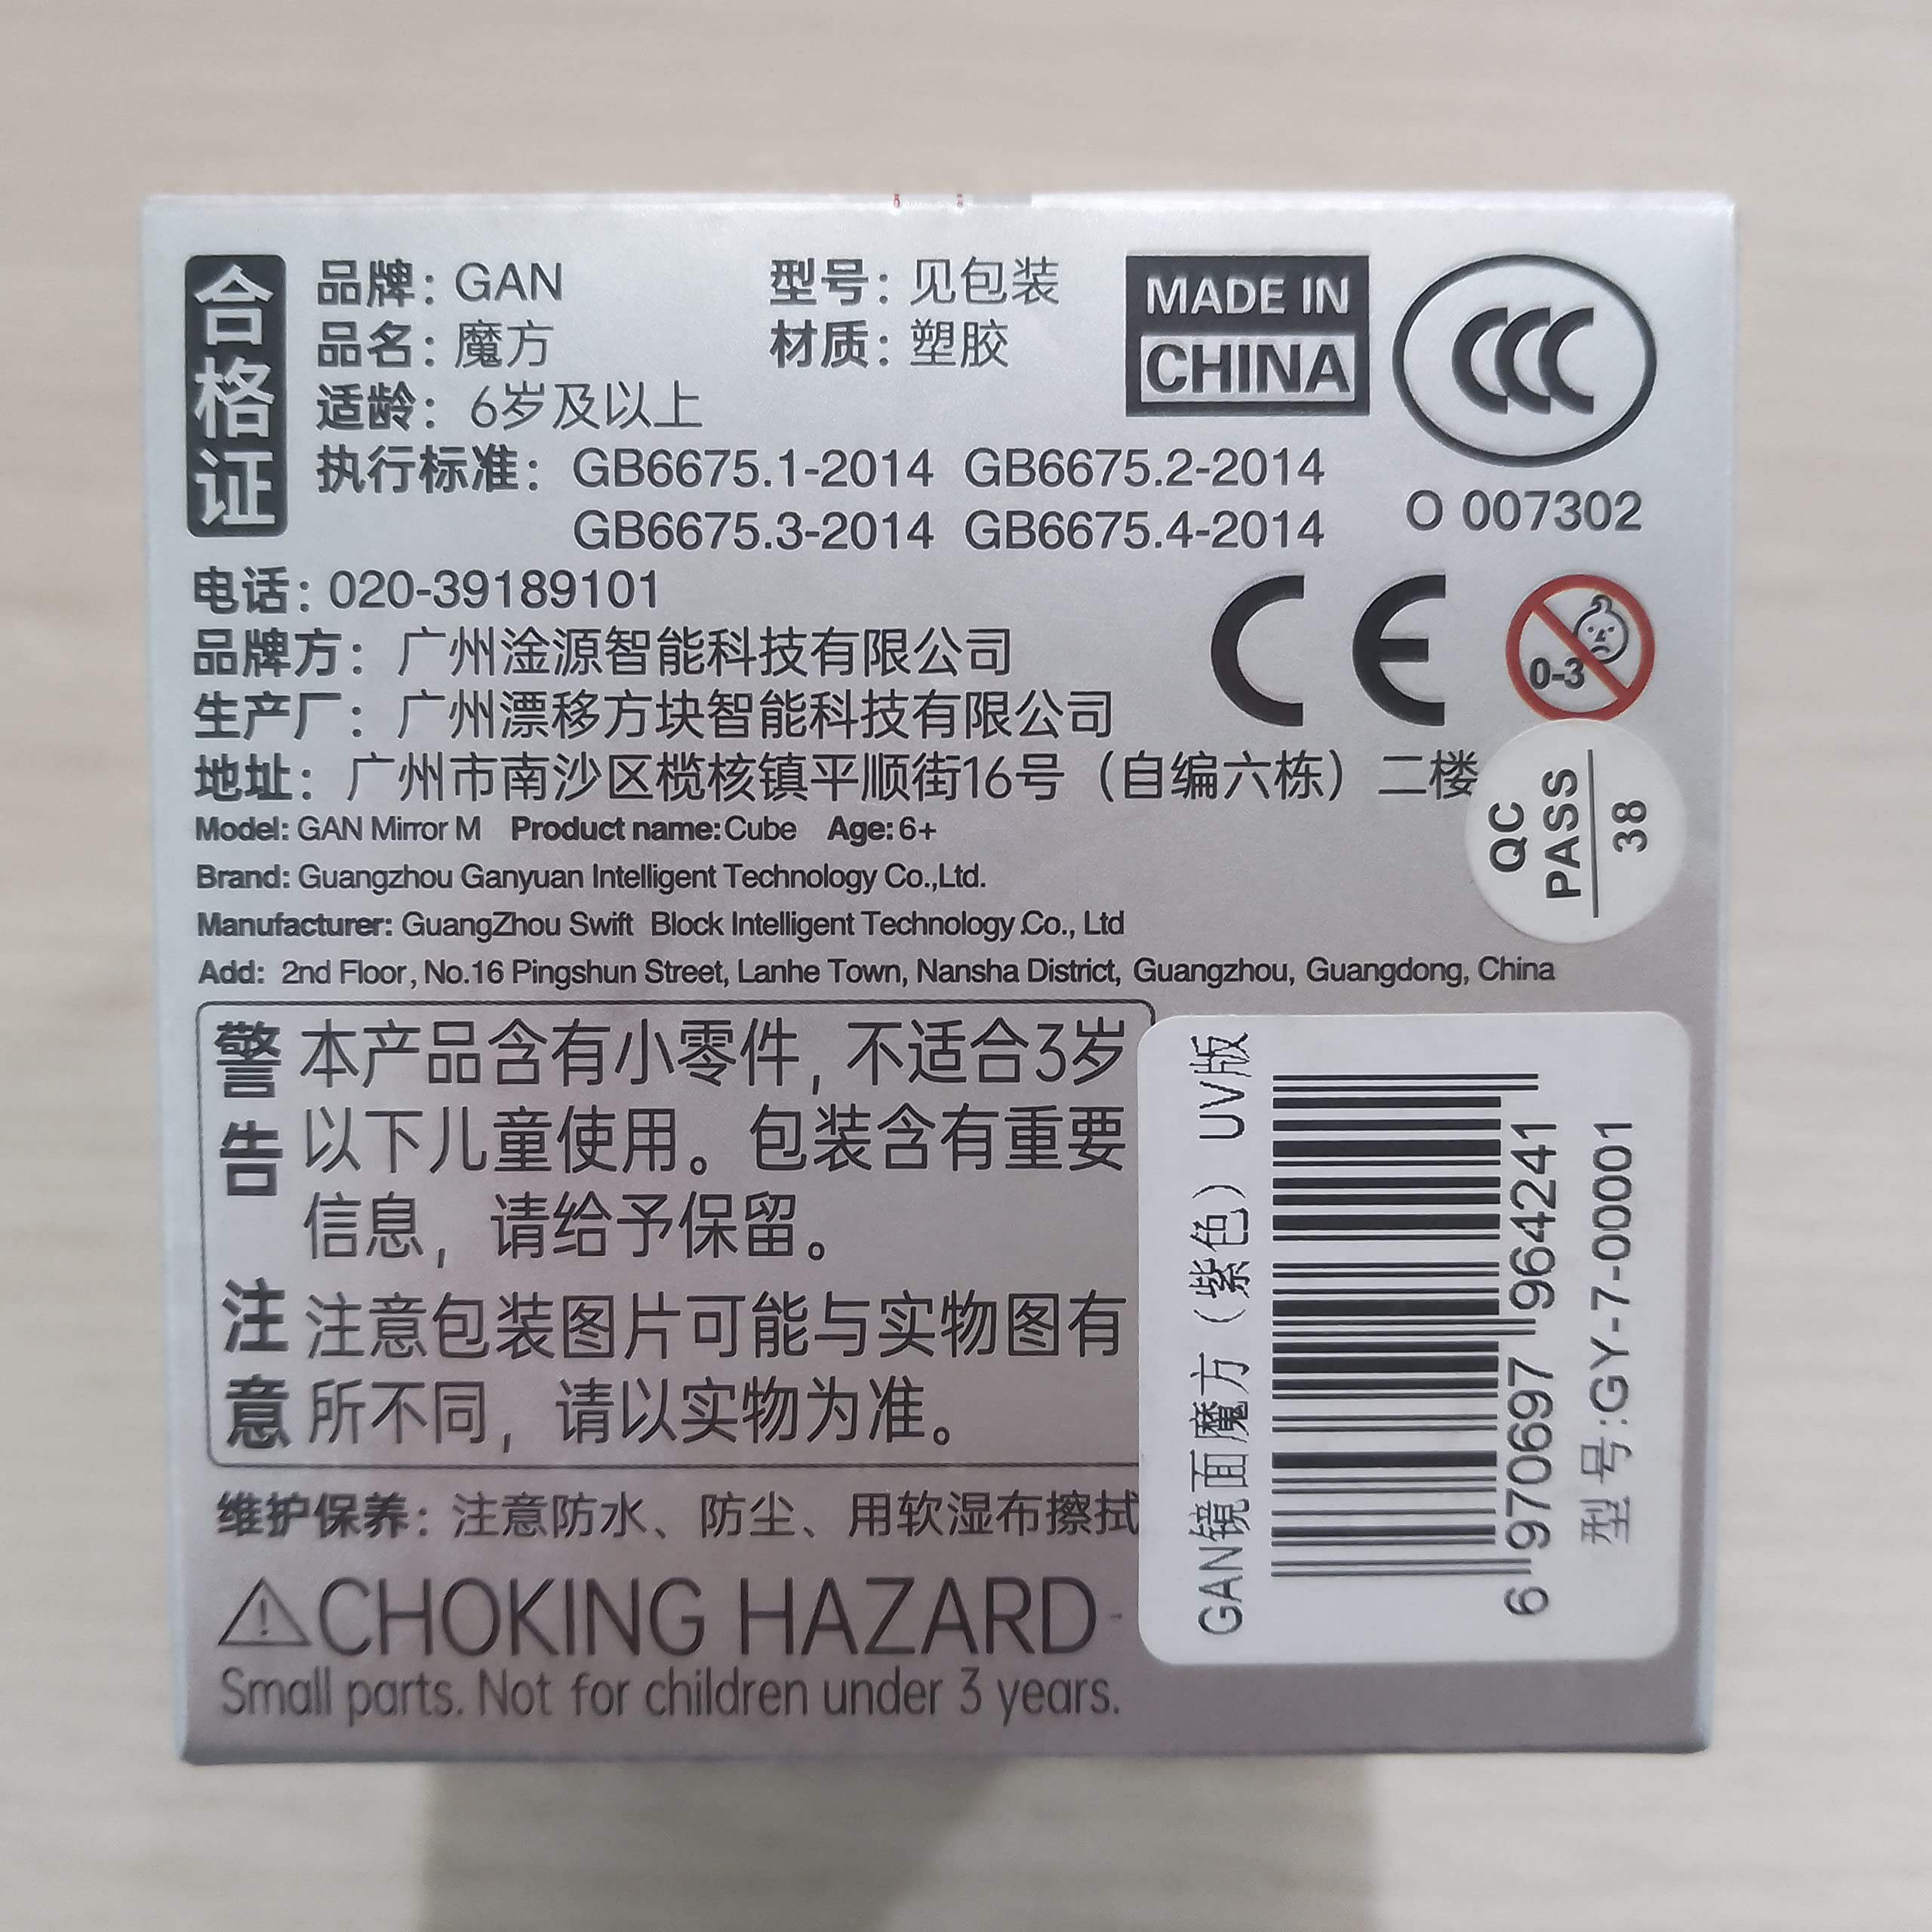 合格证
品牌：GAN 型号：见包装
品名：魔方 材质：塑胶
适龄：6岁及以上
执行标准：GB6675.1-2014 GB6675.2-2014
GB6675.3-2014 GB6675.4-2014
MADE IN
CHINA
CCC
O 007302
电话：020-39189101
品牌方：广州淦源智能科技有限公司
生产厂：广州漂移方块智能科技有限公司
地址：广州市南沙区榄核镇平顺街16号（自编六栋）二楼
CE
0-3
QC
PASS
38
Model: GAN Mirror M Product name:Cube Age:6+
Brand: Guangzhou Ganyuan Intelligent Technology Co.,Ltd.
Manufacturer: GuangZhou Swift Block Intelligent Technology Co., Ltd
Add: 2nd Floor, No.16 Pingshun Street, Lanhe Town, Nansha District, Guangzhou, Guangdong, China
警告
本产品含有小零件，不适合3岁
以下儿童使用。包装含有重要
信息，请给予保留。
注意
注意包装图片可能与实物图有
所不同，请以实物为准。
维护保养：注意防水、防尘、用软湿布擦拭
CHOKING HAZARD-
Small parts. Not for children under 3 years.
GAN镜面魔方（紫色）UV版
6 970697 964241
型号:GY-7-00001